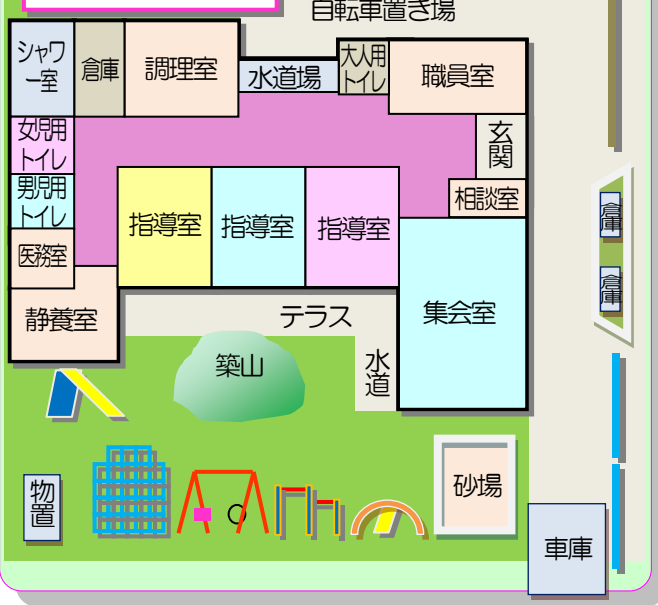 自転車置き場
シャワ
ー室
倉庫
調理室
水道場
大人用
トイレ
職員室
女児用
トイレ
玄関
男児用
トイレ
相談室
倉庫
指導室
指導室
指導室
医務室
倉庫
静養室
テラス
集会室
築山
水道
物置
砂場
車庫